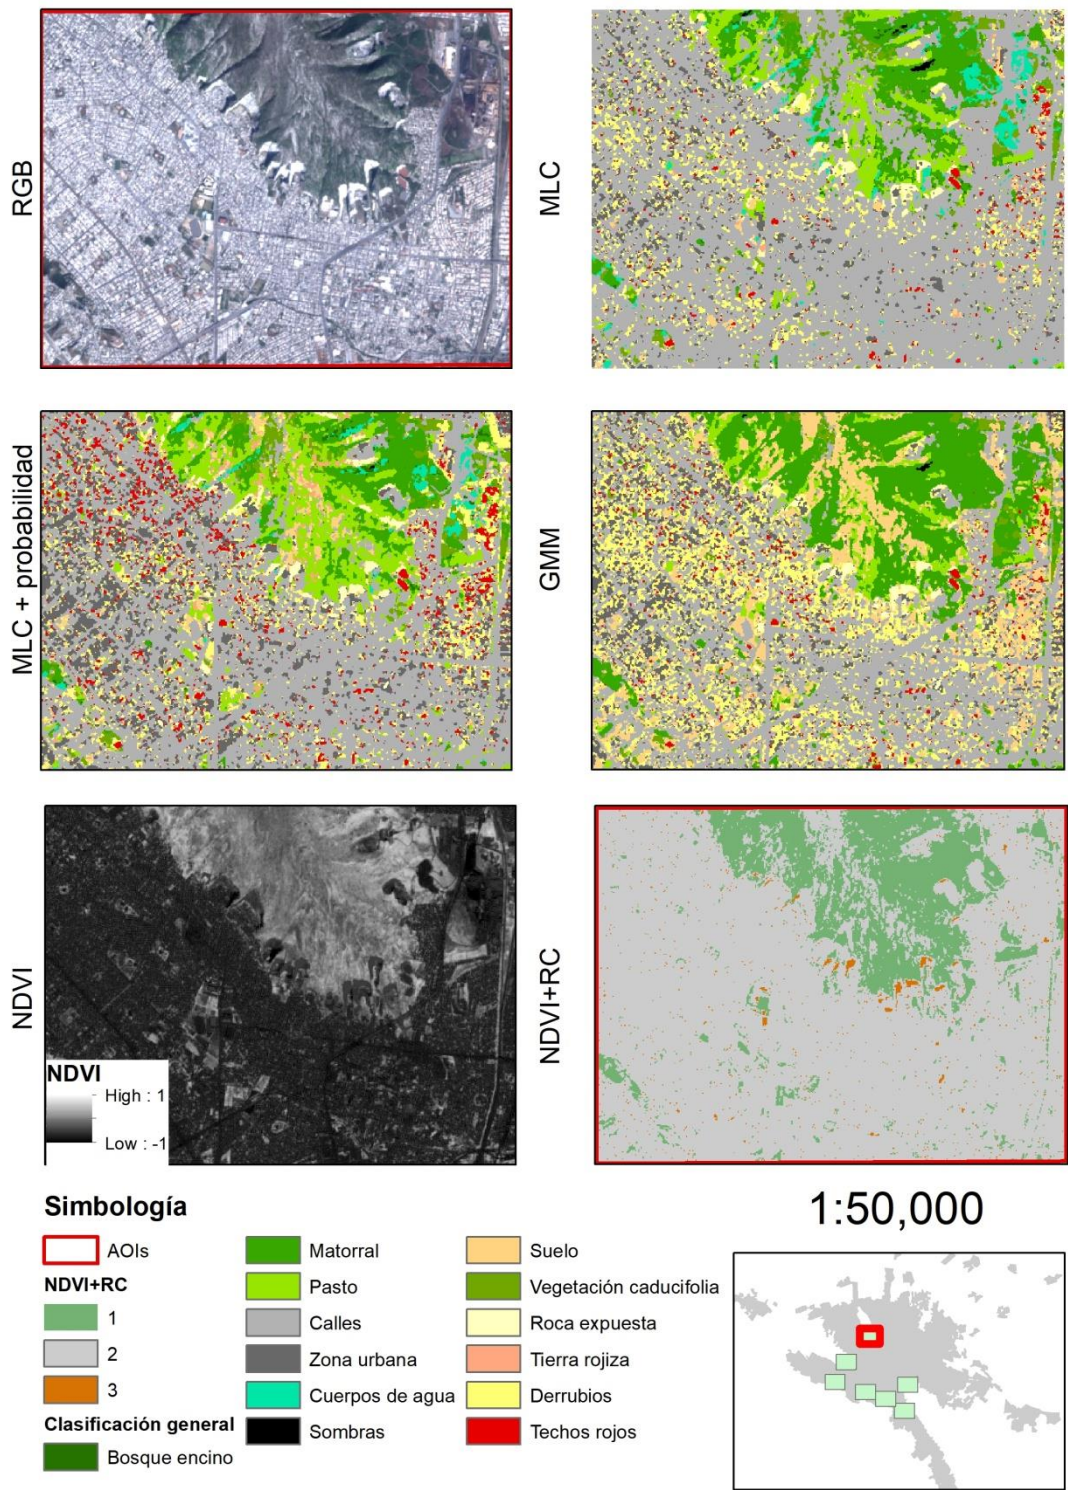 RGB
MLC
MLC + probabilidad
GMM
NDVI
NDVI
High : 1
Low : -1
NDVI+RC
Simbología
AOIs
NDVI+RC
1
2
3
Clasificación general
Bosque encino
Matorral
Pasto
Calles
Zona urbana
Cuerpos de agua
Sombras
Suelo
Vegetación caducifolia
Roca expuesta
Tierra rojiza
Derrubios
Techos rojos
1:50,000